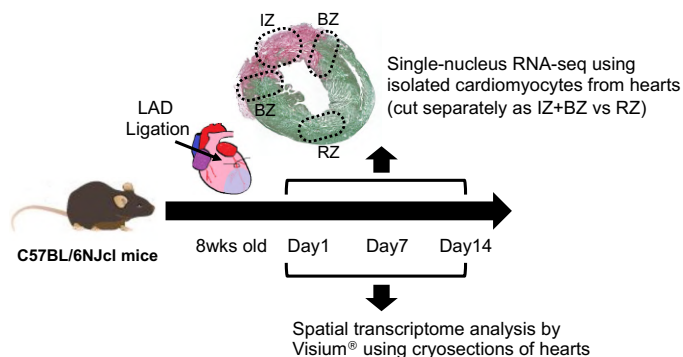 IZ
BZ
BZ
RZ
Single-nucleus RNA-seq using
isolated cardiomyocytes from hearts
(cut separately as IZ+BZ vs RZ)
LAD
Ligation
C57BL/6NJcl mice
8wks old
Day1
Day7
Day14
Spatial transcriptome analysis by
Visium® using cryosections of hearts